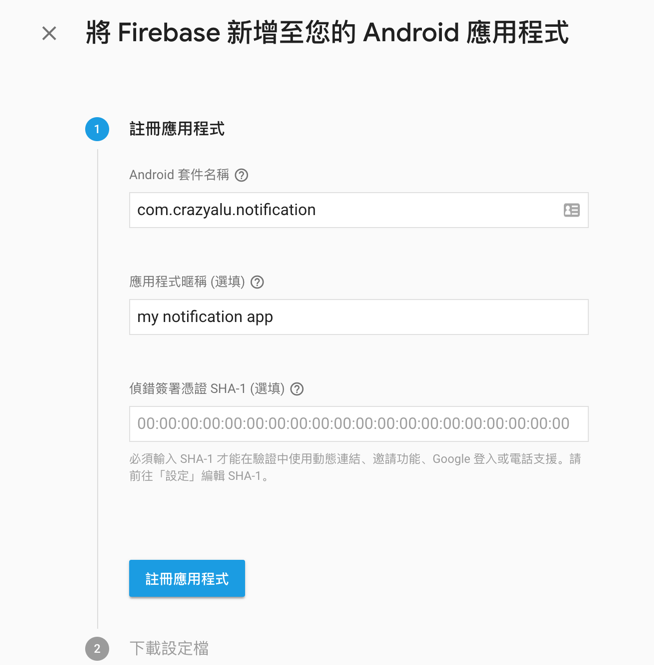 將 Firebase 新增至您的 Android 應用程式
1 註冊應用程式
Android 套件名稱
com.crazyalu.notification
應用程式暱稱 (選填)
my notification app
偵錯簽署憑證 SHA-1 (選填)
00:00:00:00:00:00:00:00:00:00:00:00:00:00:00:00:00:00:00:00
必須輸入 SHA-1 才能在驗證中使用動態連結、邀請功能、Google 登入或電話支援。請
前往「設定」編輯 SHA-1。
註冊應用程式
2 下載設定檔